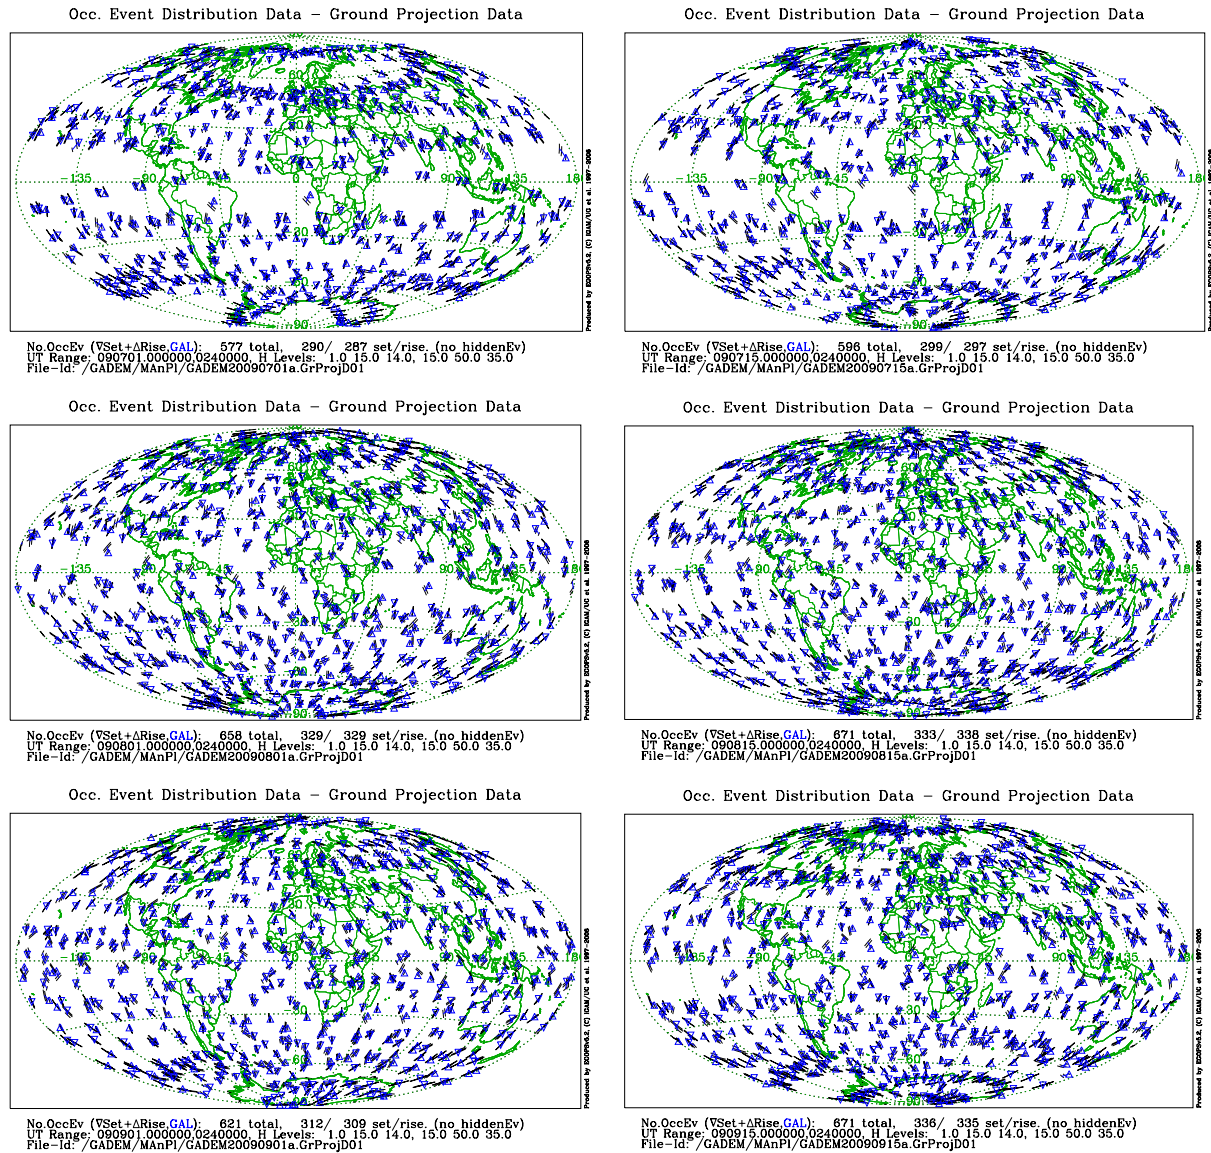 Occ. Event Distribution Data – Ground Projection Data
Occ. Event Distribution Data – Ground Projection Data
No.OccEv (∇Set+ΔRise,GAL): 577 total, 290/ 287 set/rise. (no hiddenEv)
UT Range: 090701.000000,0240000, H Levels: 1.0 15.0 14.0, 15.0 50.0 35.0
File-Id: /GADEM/MAnPl/GADEM20090701a.GrProjD01
No.OccEv (∇Set+ΔRise,GAL): 596 total, 299/ 297 set/rise. (no hiddenEv)
UT Range: 090715.000000,0240000, H Levels: 1.0 15.0 14.0, 15.0 50.0 35.0
File-Id: /GADEM/MAnPl/GADEM20090715a.GrProjD01
Occ. Event Distribution Data – Ground Projection Data
Occ. Event Distribution Data – Ground Projection Data
No.OccEv (∇Set+ΔRise,GAL): 658 total, 329/ 329 set/rise. (no hiddenEv)
UT Range: 090801.000000,0240000, H Levels: 1.0 15.0 14.0, 15.0 50.0 35.0
File-Id: /GADEM/MAnPl/GADEM20090801a.GrProjD01
No.OccEv (∇Set+ΔRise,GAL): 671 total, 333/ 338 set/rise. (no hiddenEv)
UT Range: 090815.000000,0240000, H Levels: 1.0 15.0 14.0, 15.0 50.0 35.0
File-Id: /GADEM/MAnPl/GADEM20090815a.GrProjD01
Occ. Event Distribution Data – Ground Projection Data
Occ. Event Distribution Data – Ground Projection Data
No.OccEv (∇Set+ΔRise,GAL): 621 total, 312/ 309 set/rise. (no hiddenEv)
UT Range: 090901.000000,0240000, H Levels: 1.0 15.0 14.0, 15.0 50.0 35.0
File-Id: /GADEM/MAnPl/GADEM20090901a.GrProjD01
No.OccEv (∇Set+ΔRise,GAL): 671 total, 336/ 335 set/rise. (no hiddenEv)
UT Range: 090915.000000,0240000, H Levels: 1.0 15.0 14.0, 15.0 50.0 35.0
File-Id: /GADEM/MAnPl/GADEM20090915a.GrProjD01